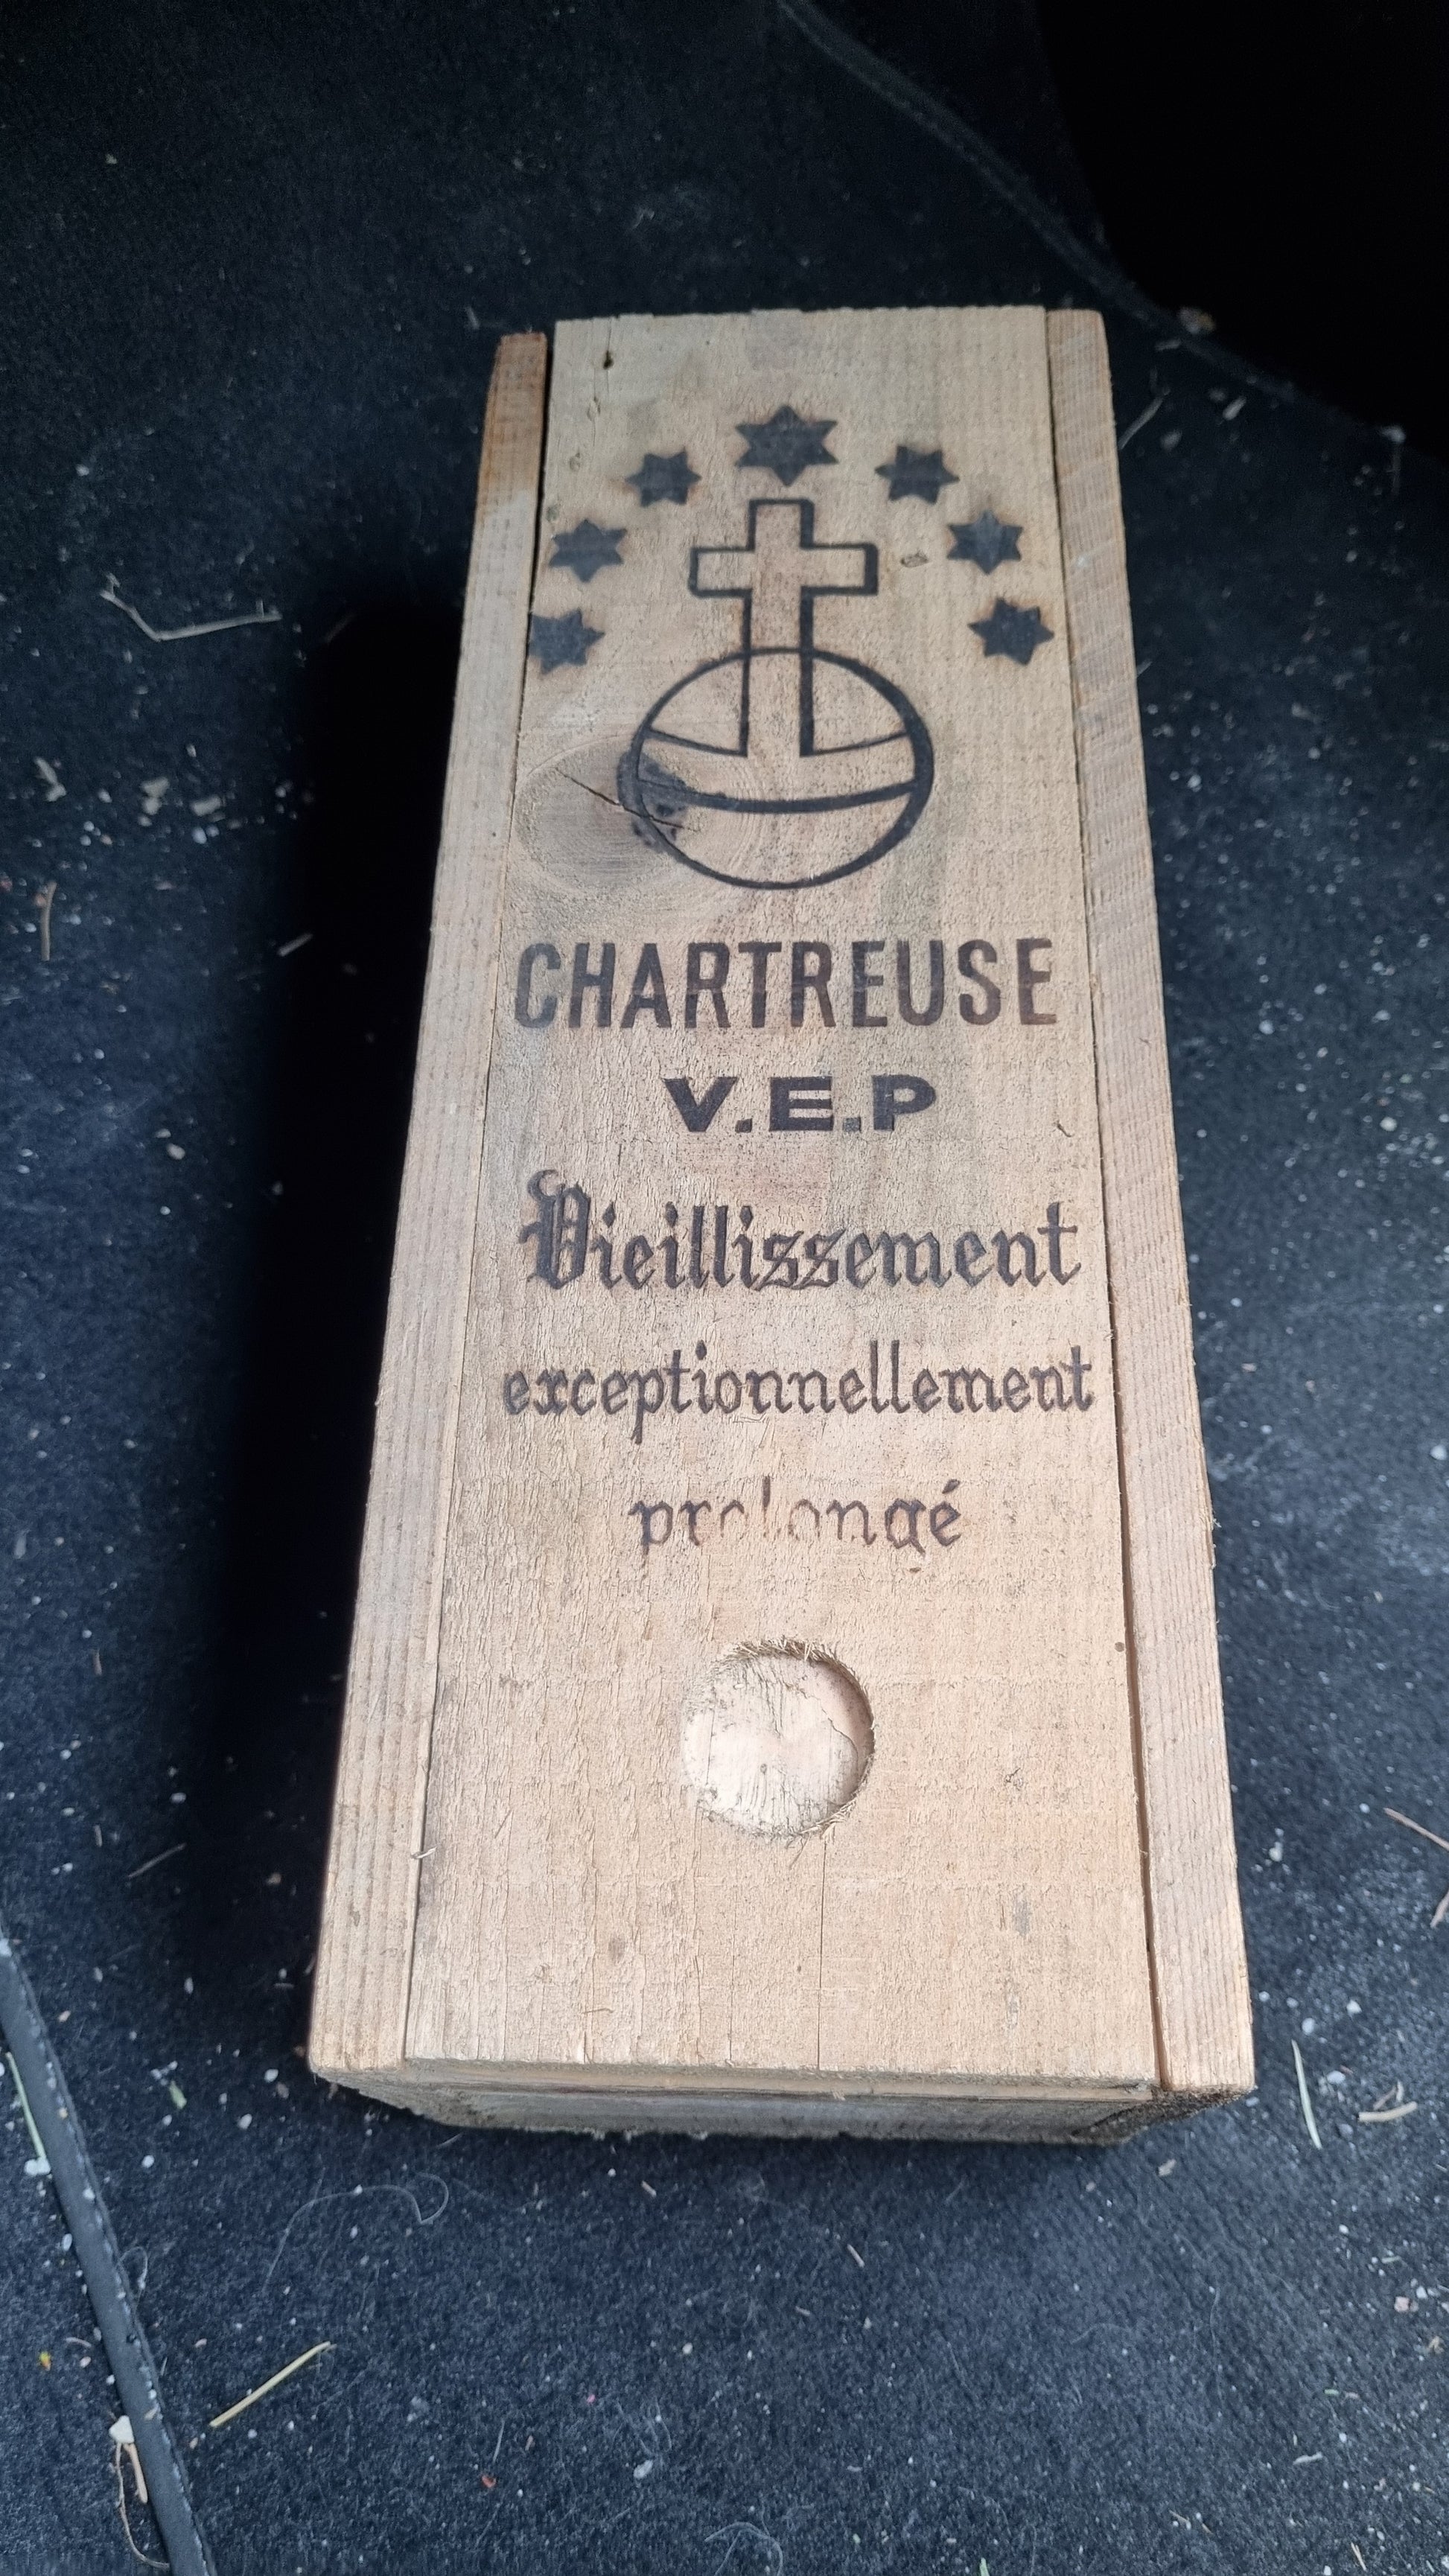 CHARTREUSE
V.E.P
Vieillissement
exceptionnellement
prolongé